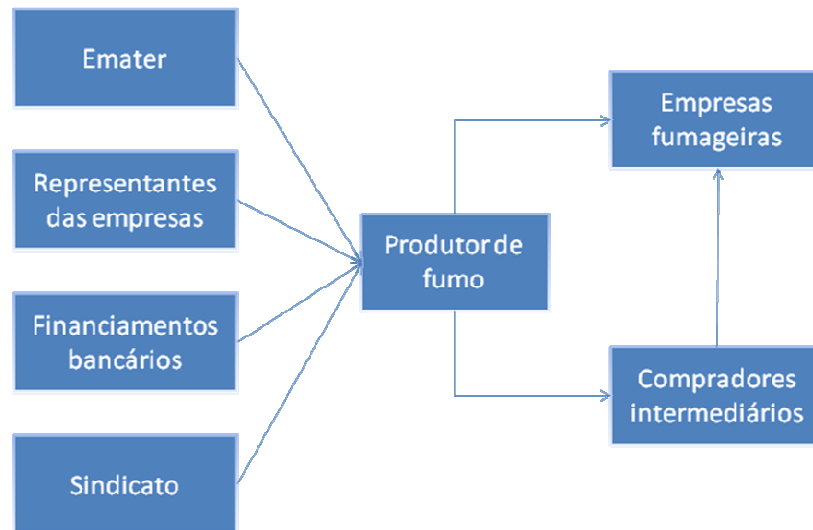 Emater
Representantes
das empresas
Financiamentos
bancários
Sindicato
Produtor de
fumo
Empresas
fumageiras
Compradores
intermediários